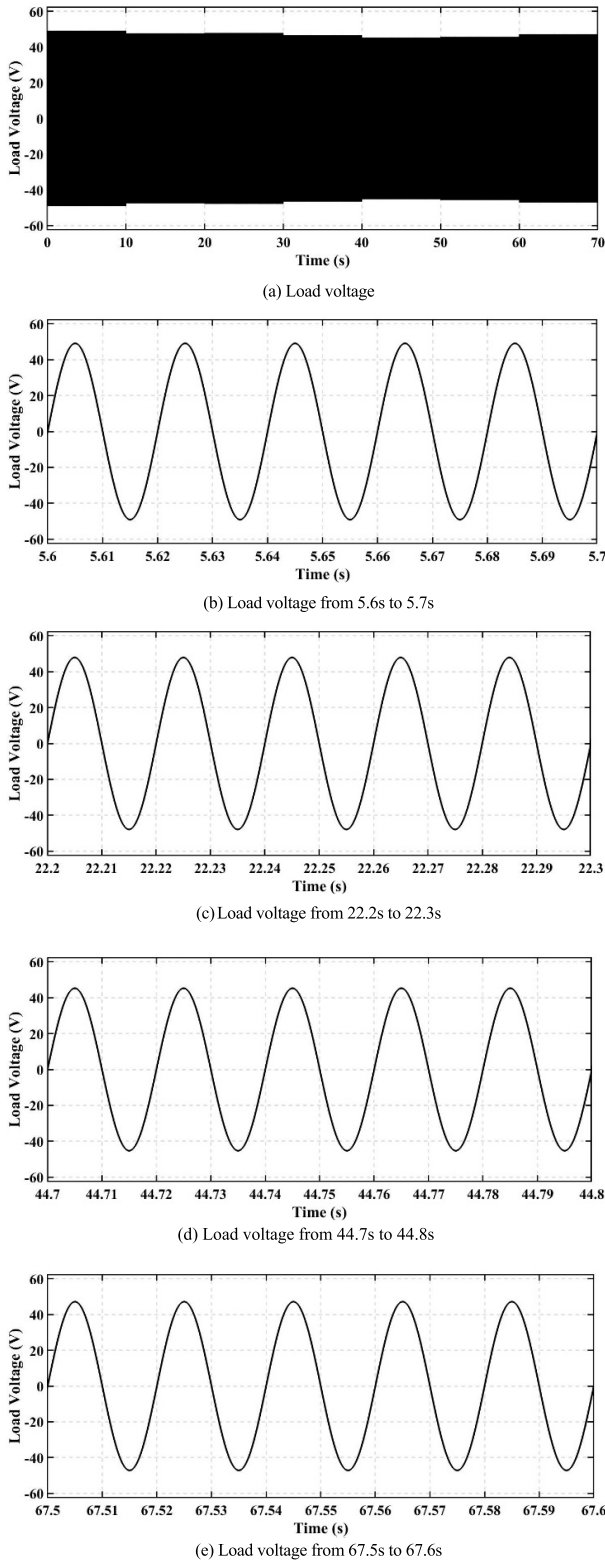 60
40
20
0
-20
-40
-60
Load Voltage (V)
0 10 20 30 40 50 60 70
Time (s)
(a) Load voltage
60
40
20
0
-20
-40
-60
Load Voltage (V)
5.6 5.61 5.62 5.63 5.64 5.65 5.66 5.67 5.68 5.69 5.7
Time (s)
(b) Load voltage from 5.6s to 5.7s
60
40
20
0
-20
-40
-60
Load Voltage (V)
22.2 22.21 22.22 22.23 22.24 22.25 22.26 22.27 22.28 22.29 22.3
Time (s)
(c) Load voltage from 22.2s to 22.3s
60
40
20
0
-20
-40
-60
Load Voltage (V)
44.7 44.71 44.72 44.73 44.74 44.75 44.76 44.77 44.78 44.79 44.8
Time (s)
(d) Load voltage from 44.7s to 44.8s
60
40
20
0
-20
-40
-60
Load Voltage (V)
67.5 67.51 67.52 67.53 67.54 67.55 67.56 67.57 67.58 67.59 67.6
Time (s)
(e) Load voltage from 67.5s to 67.6s